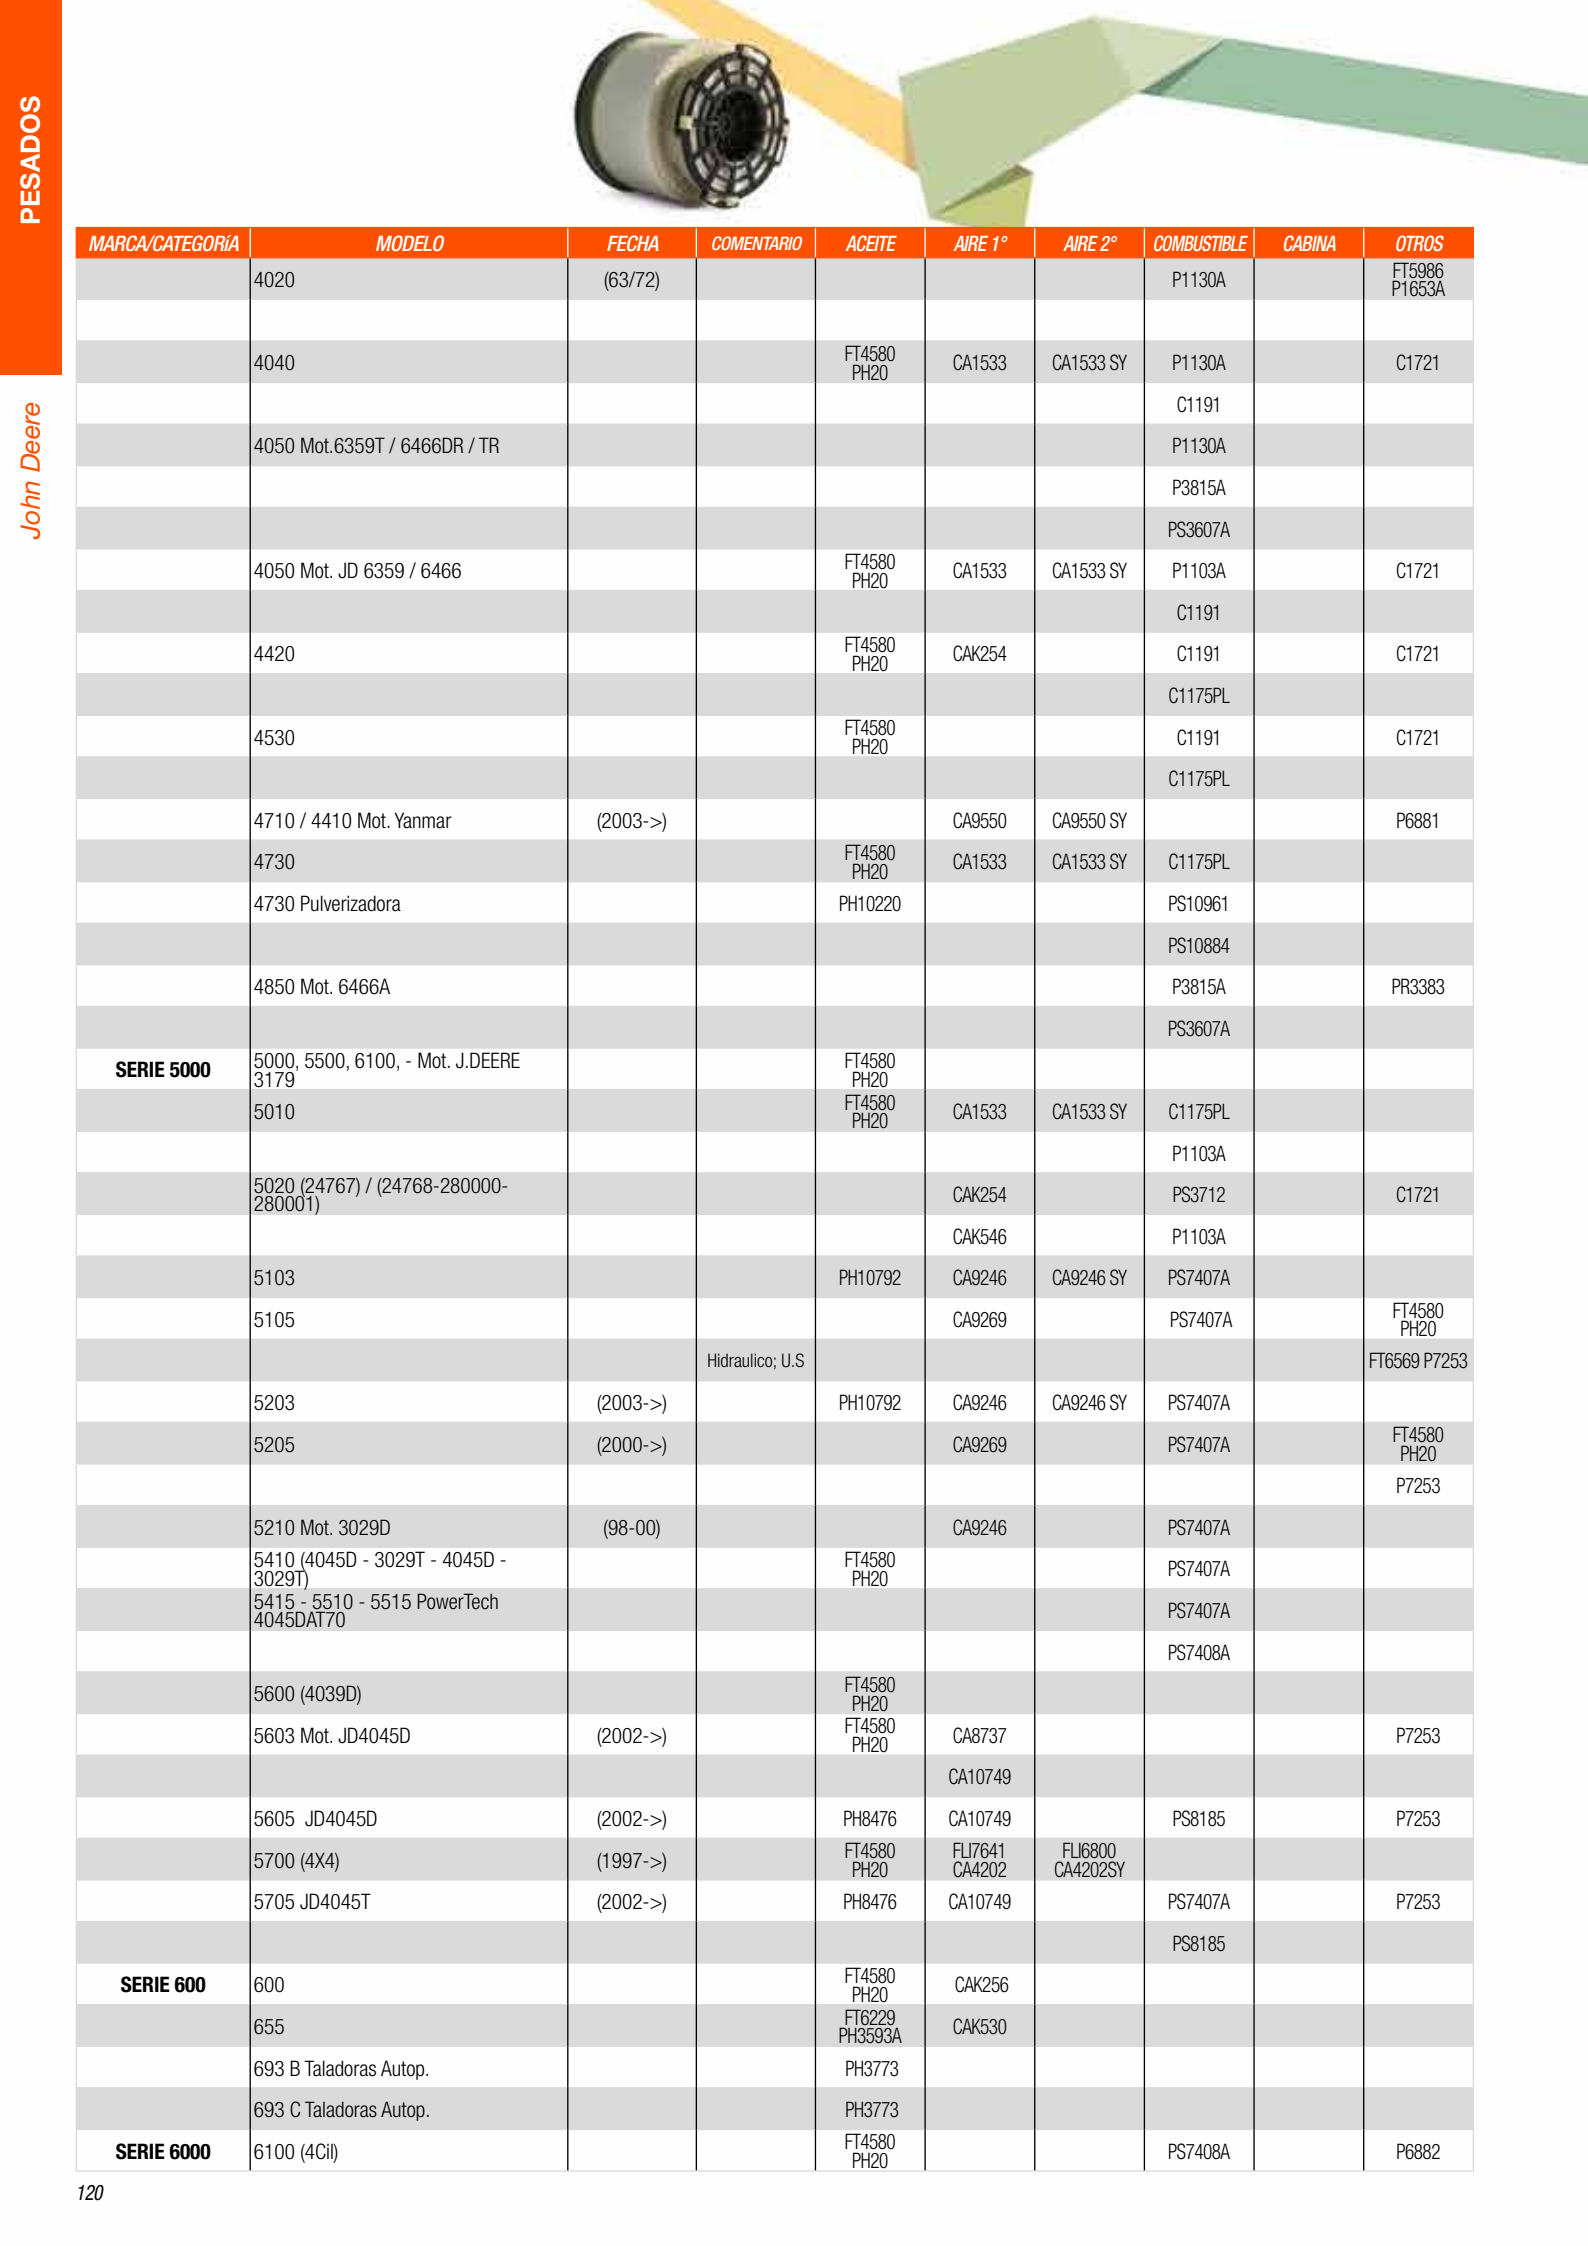 PESADOS
John Deere
MARCA/CATEGORíA MODELO FECHA COMENTARIO ACEITE AIRE 1° AIRE 2° COMBUSTIBLE CABINA OTROS
4020 (63/72) P1130A FT5986 P1653A
4040 FT4580 PH20 CA1533 CA1533 SY P1130A C1721
C1191
4050 Mot.6359T / 6466DR / TR P1130A
P3815A
PS3607A
4050 Mot. JD 6359 / 6466 FT4580 PH20 CA1533 CA1533 SY P1103A C1721
C1191
4420 FT4580 PH20 CAK254 C1191 C1721
C1175PL
4530 FT4580 PH20 C1191 C1721
C1175PL
4710 / 4410 Mot. Yanmar (2003->) CA9550 CA9550 SY P6881
4730 FT4580 PH20 CA1533 CA1533 SY C1175PL
4730 Pulverizadora PH10220 PS10961
PS10884
4850 Mot. 6466A P3815A PR3383
PS3607A
SERIE 5000 5000, 5500, 6100, - Mot. J.DEERE 3179 FT4580 PH20
5010 FT4580 PH20 CA1533 CA1533 SY C1175PL
P1103A
5020 (24767) / (24768-280000-280001) CAK254 PS3712 C1721
CAK546 P1103A
5103 PH10792 CA9246 CA9246 SY PS7407A
5105 CA9269 PS7407A FT4580 PH20
Hidraulico; U.S FT6569 P7253
5203 (2003->) PH10792 CA9246 CA9246 SY PS7407A
5205 (2000->) CA9269 PS7407A FT4580 PH20
P7253
5210 Mot. 3029D (98-00) CA9246 PS7407A
5410 (4045D - 3029T - 4045D - 3029T) FT4580 PH20 PS7407A
5415 - 5510 - 5515 PowerTech 4045DAT70 PS7407A
PS7408A
5600 (4039D) FT4580 PH20
5603 Mot. JD4045D (2002->) FT4580 PH20 CA8737 P7253
CA10749
5605 JD4045D (2002->) PH8476 CA10749 PS8185 P7253
5700 (4X4) (1997->) FT4580 PH20 FLI7641 CA4202 FLI6800 CA4202SY
5705 JD4045T (2002->) PH8476 CA10749 PS7407A P7253
PS8185
SERIE 600 600 FT4580 PH20 CAK256
655 FT6229 PH3593A CAK530
693 B Taladoras Autop. PH3773
693 C Taladoras Autop. PH3773
SERIE 6000 6100 (4Cil) FT4580 PH20 PS7408A P6882
120